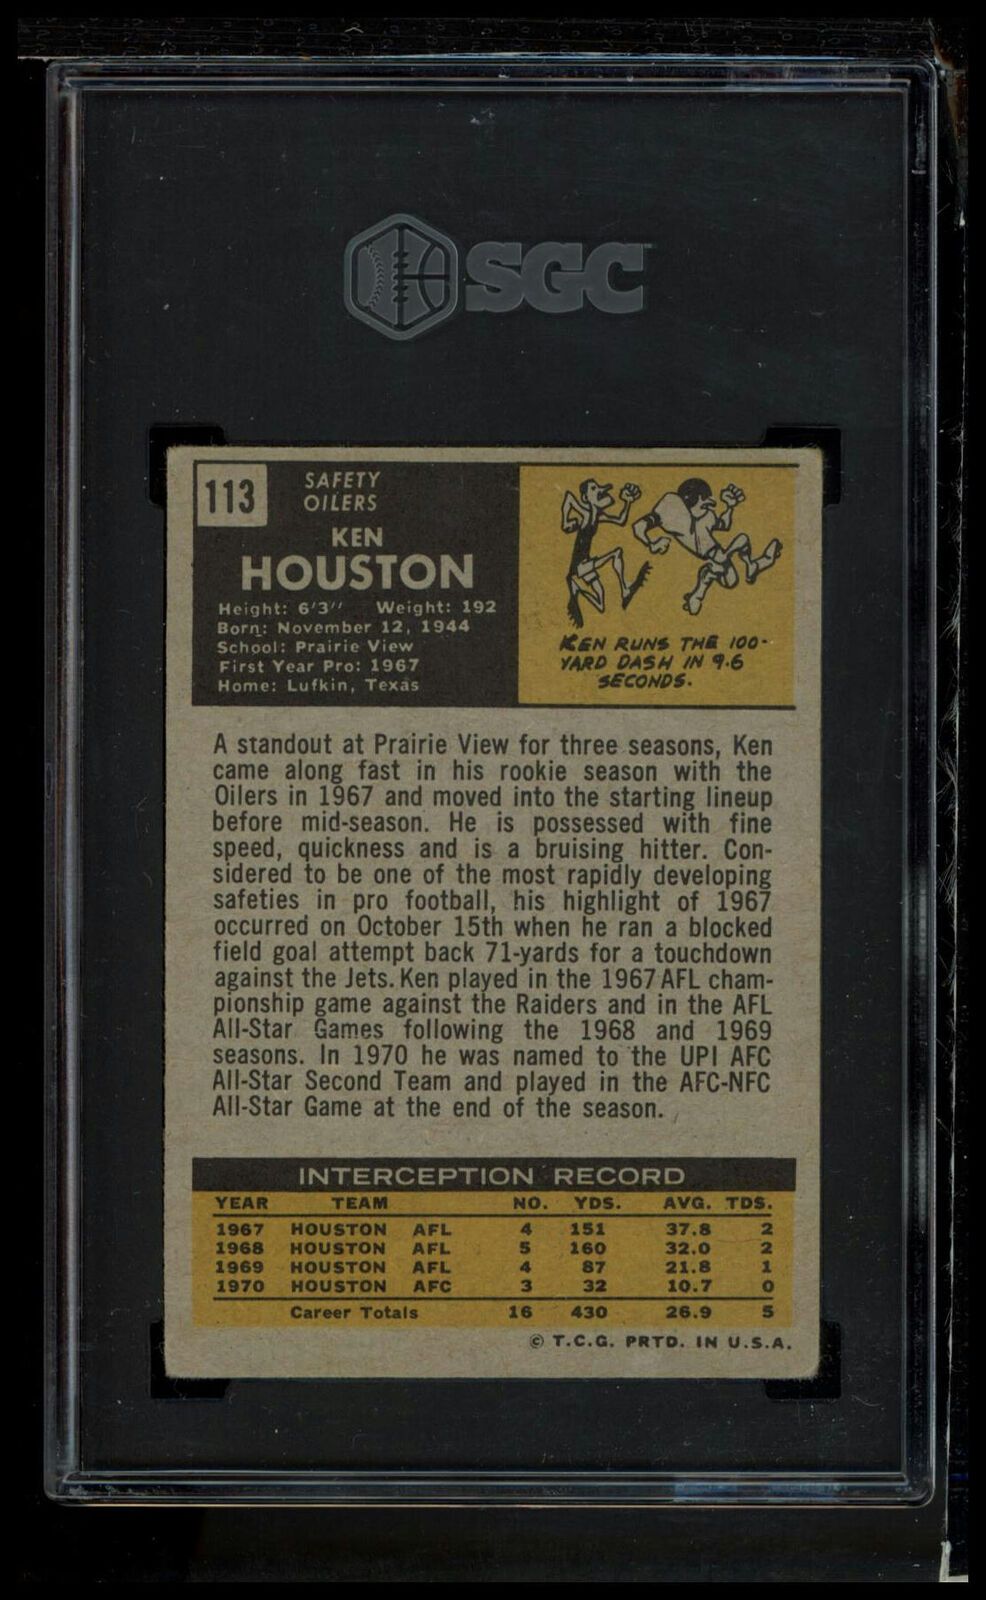 SGC
113
SAFETY
OILERS
KEN
HOUSTON
Height: 6'3'' Weight: 192
Born: November 12, 1944
School: Prairie View
First Year Pro: 1967
Home: Lufkin, Texas
KEN RUNS THE 100-
YARD DASH IN 9.6
SECONDS.
A standout at Prairie View for three seasons, Ken
came along fast in his rookie season with the
Oilers in 1967 and moved into the starting lineup
before mid-season. He is possessed with fine
speed, quickness and is a bruising hitter. Con-
sidered to be one of the most rapidly developing
safeties in pro football, his highlight of 1967
occurred on October 15th when he ran a blocked
field goal attempt back 71-yards for a touchdown
against the Jets. Ken played in the 1967 AFL cham-
pionship game against the Raiders and in the AFL
All-Star Games following the 1968 and 1969
seasons. In 1970 he was named to the UPI AFC
All-Star Second Team and played in the AFC-NFC
All-Star Game at the end of the season.
INTERCEPTION RECORD
YEAR TEAM NO. YDS. AVG. TDS.
1967 HOUSTON AFL 4 151 37.8 2
1968 HOUSTON AFL 5 160 32.0 2
1969 HOUSTON AFL 4 87 21.8 1
1970 HOUSTON AFC 3 32 10.7 0
Career Totals 16 430 26.9 5
© T.C.G. PRTD. IN U.S.A.